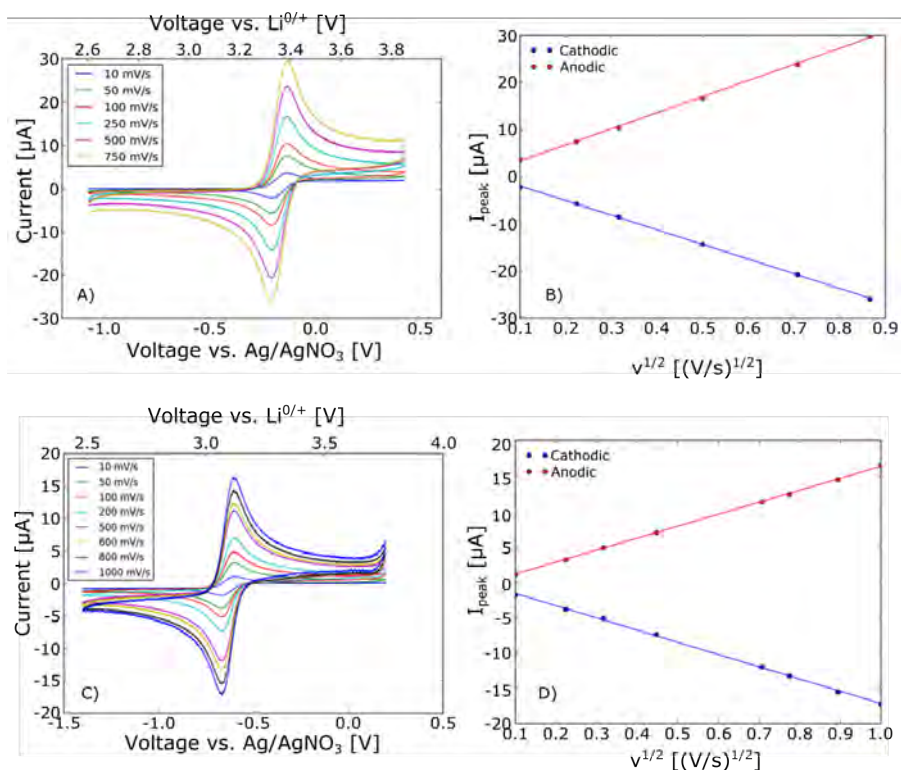 Voltage vs. Li0/+ [V]
2.6 2.8 3.0 3.2 3.4 3.6 3.8
30
20
10
0
-10
-20
-30
Current [μA]
10 mV/s
50 mV/s
100 mV/s
250 mV/s
500 mV/s
750 mV/s
A)
-1.0 -0.5 0.0 0.5
Voltage vs. Ag/AgNO3 [V]
30
20
10
0
-10
-20
-30
Ipeak [μA]
Cathodic
Anodic
B)
0.1 0.2 0.3 0.4 0.5 0.6 0.7 0.8 0.9
v1/2 [(V/s)1/2]
Voltage vs. Li0/+ [V]
2.5 3.0 3.5 4.0
20
15
10
5
0
-5
-10
-15
-20
Current [μA]
10 mV/s
50 mV/s
100 mV/s
200 mV/s
500 mV/s
600 mV/s
800 mV/s
1000 mV/s
C)
-1.5 -1.0 -0.5 0.0 0.5
Voltage vs. Ag/AgNO3 [V]
20
15
10
5
0
-5
-10
-15
-20
Ipeak [μA]
Cathodic
Anodic
D)
0.1 0.2 0.3 0.4 0.5 0.6 0.7 0.8 0.9 1.0
v1/2 [(V/s)1/2]